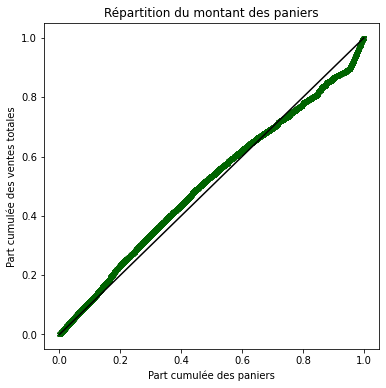 Répartition du montant des paniers
1.0
0.8
0.6
0.4
0.2
0.0
Part cumulée des ventes totales
0.0 0.2 0.4 0.6 0.8 1.0
Part cumulée des paniers